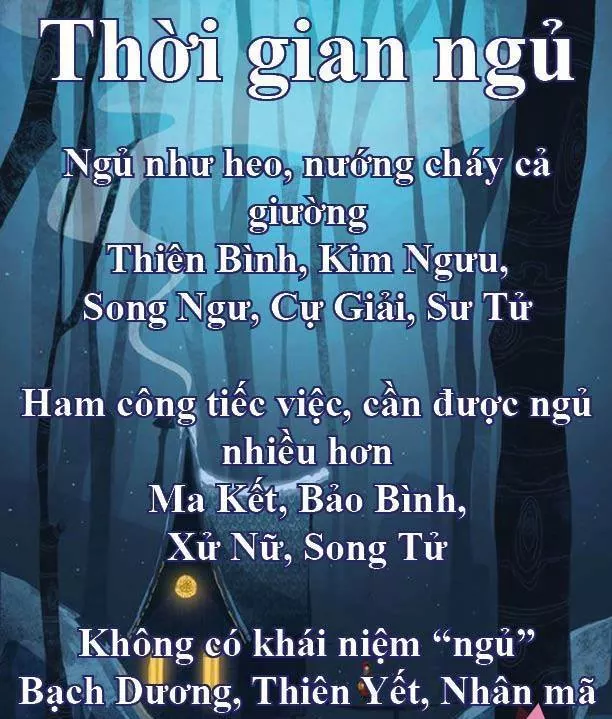 Thời gian ngủ
Ngủ như heo, nướng cháy cả
giường
Thiên Bình, Kim Ngưu,
Song Ngư, Cự Giải, Sư Tử
Ham công tiếc việc, cần được ngủ
nhiều hơn
Ma Kết, Bảo Bình,
Xử Nữ, Song Tử
Không có khái niệm “ngủ”
Bạch Dương, Thiên Yết, Nhân mã